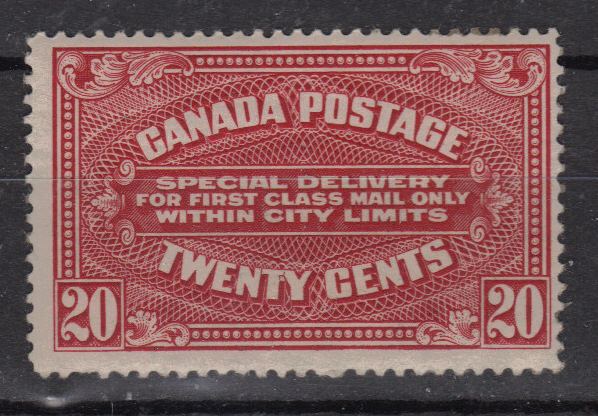 CANADA POSTAGE
SPECIAL DELIVERY
FOR FIRST CLASS MAIL ONLY
WITHIN CITY LIMITS
TWENTY CENTS
20 20